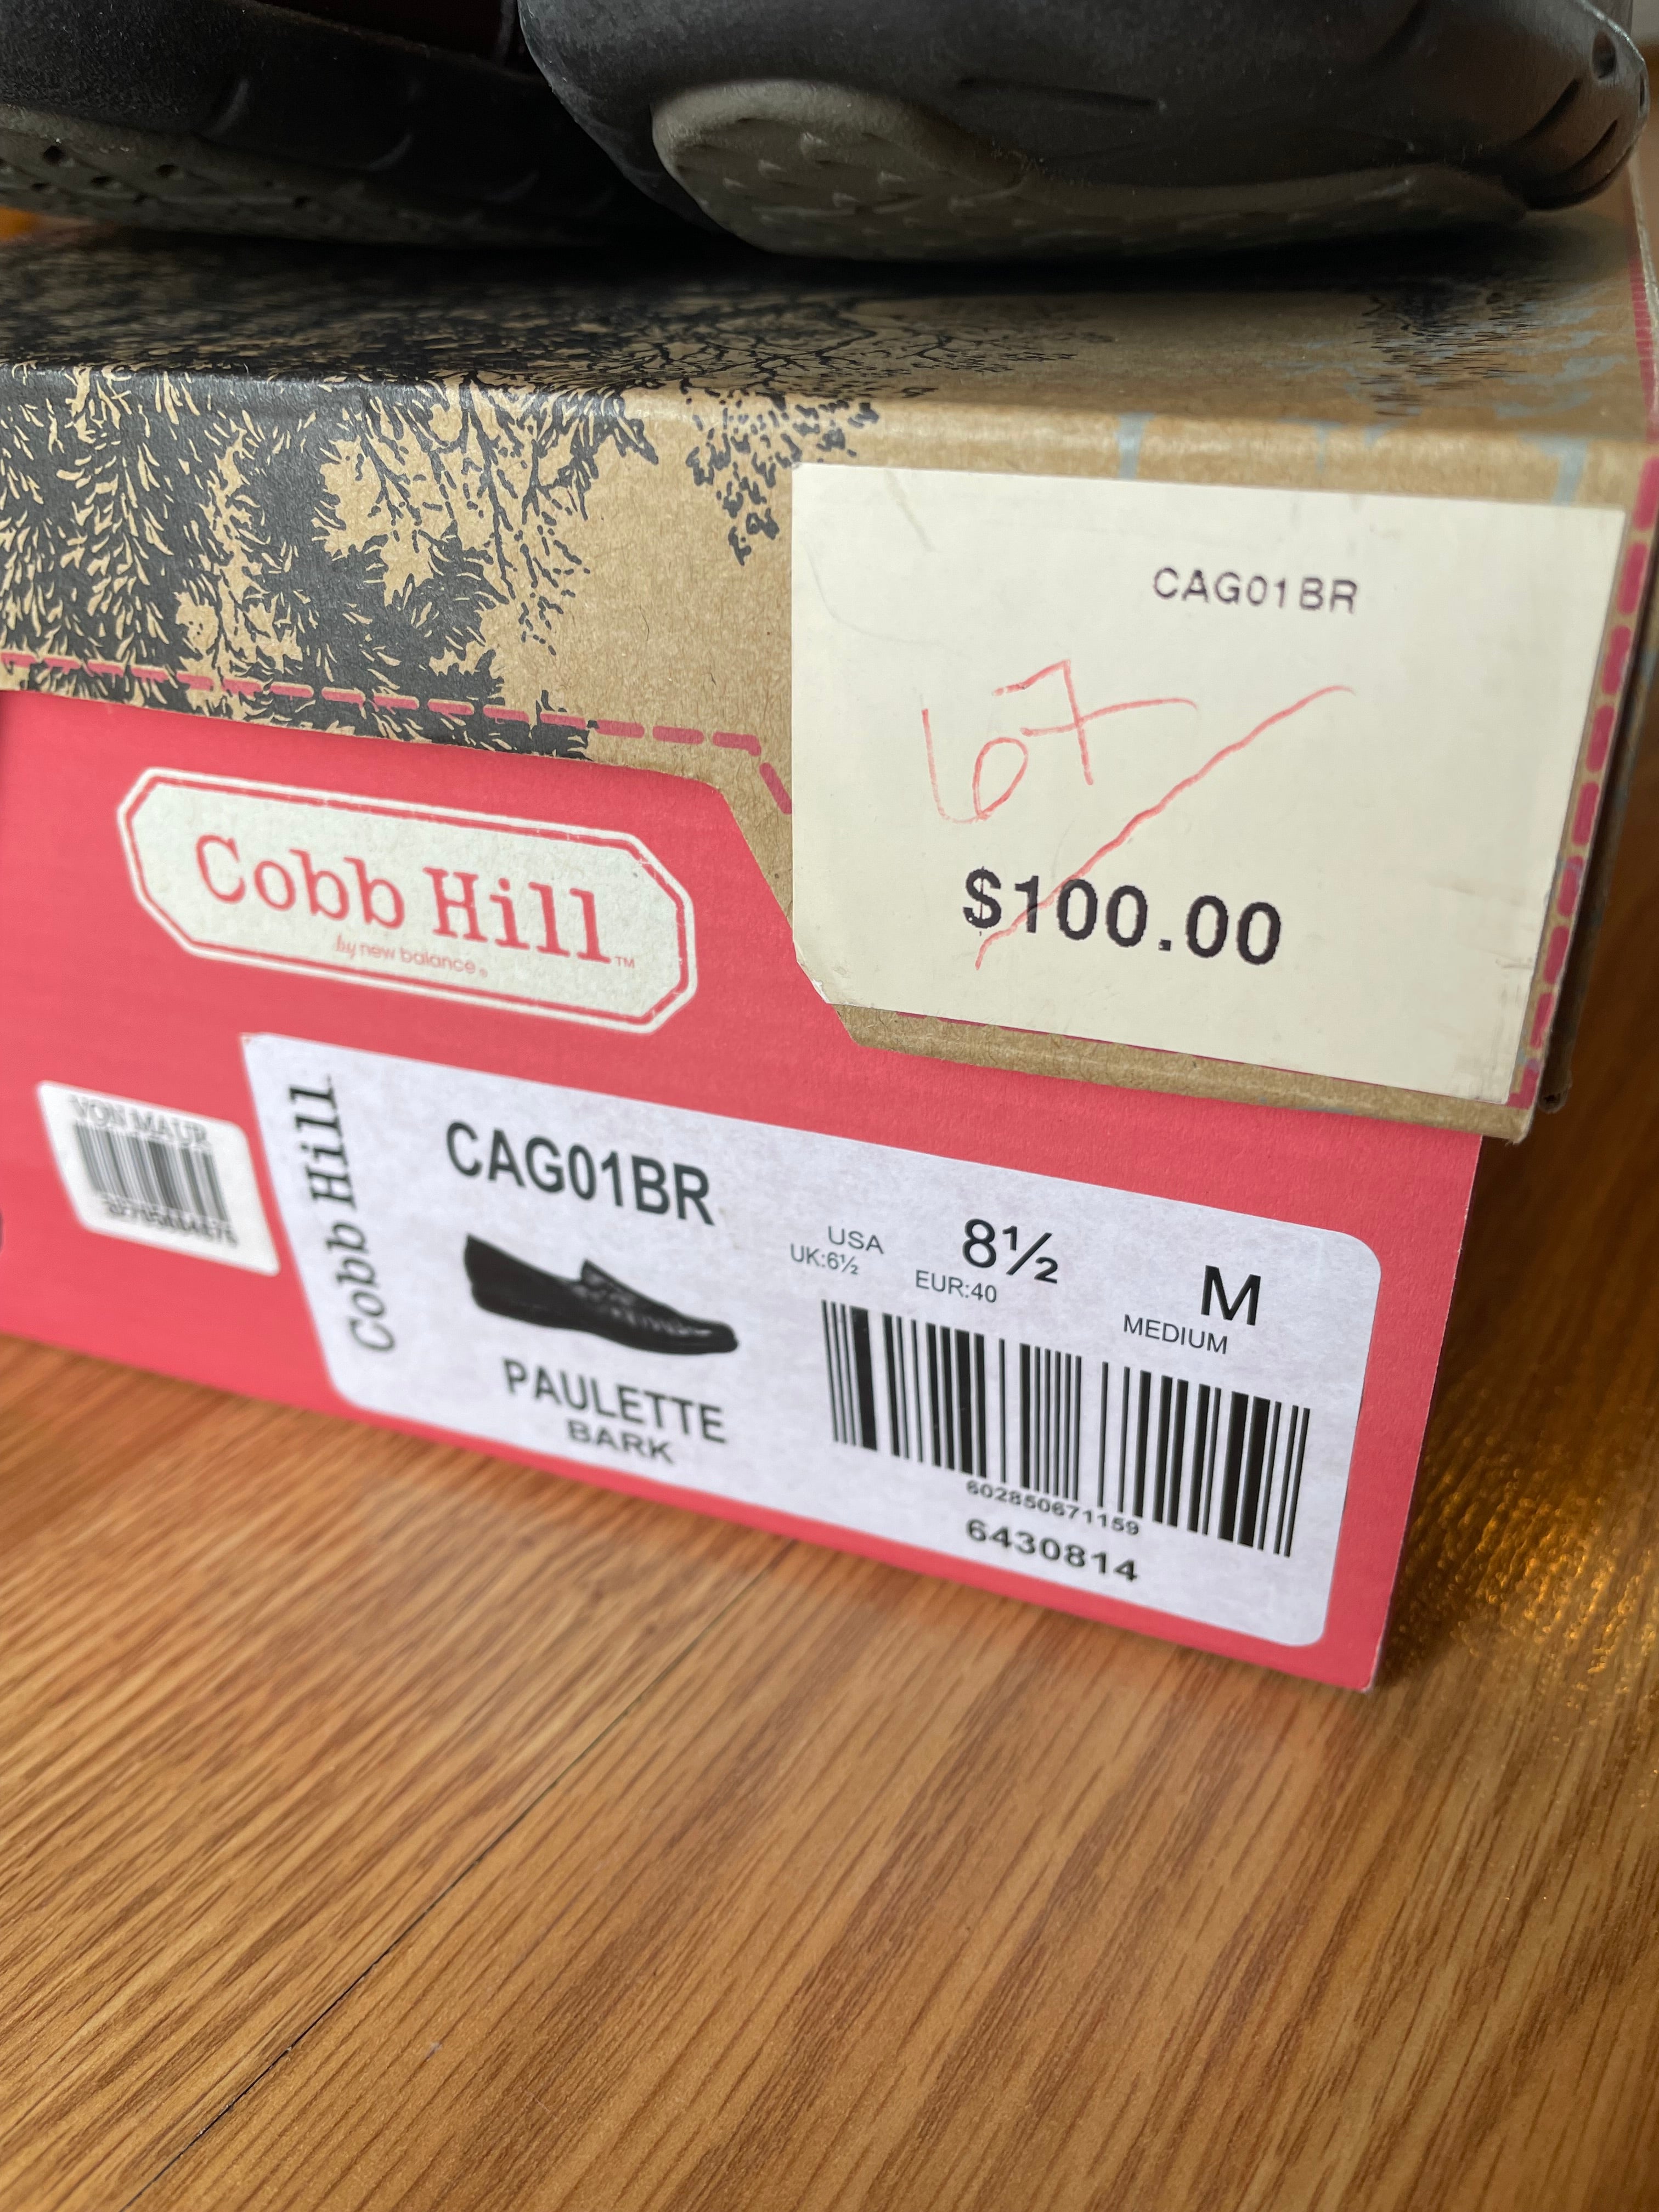 CAG01BR
67
$100.00
Cobb Hill™
by new balance®
VON MAUR
Cobb Hill
CAG01BR
USA 8½ M
UK:6½ EUR:40 MEDIUM
PAULETTE
BARK
602850671159
6430814